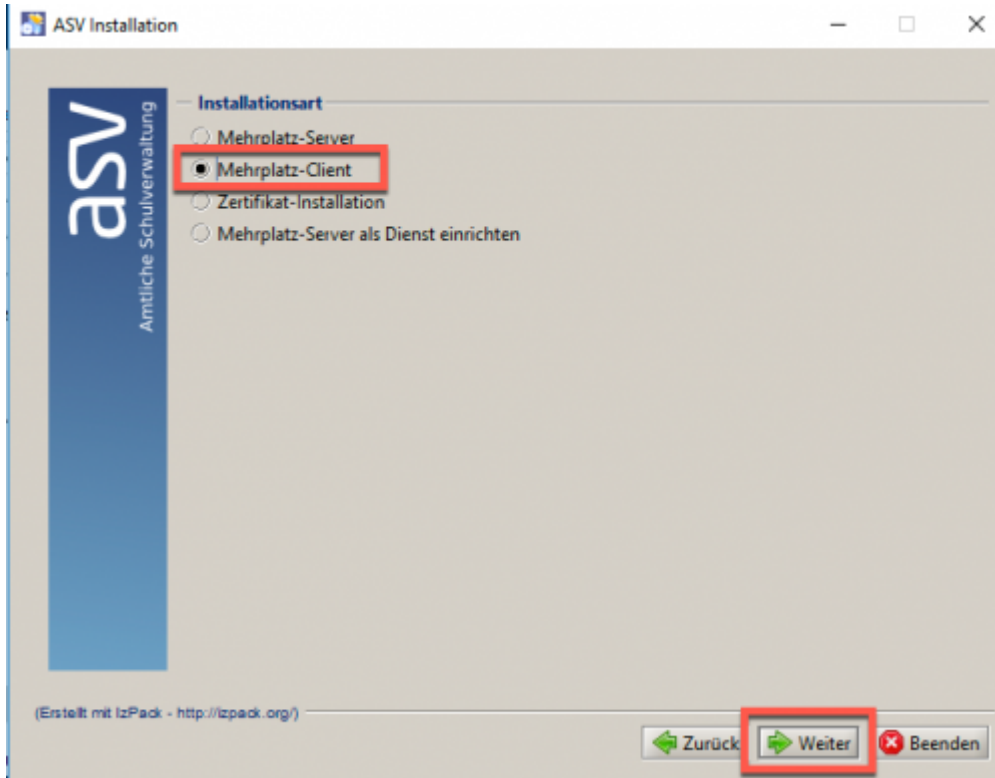 ASV Installation
asv
Amtliche Schulverwaltung
Installationsart
Mehrplatz-Server
Mehrplatz-Client
Zertifikat-Installation
Mehrplatz-Server als Dienst einrichten
(Erstellt mit IzPack - http://izpack.org/)
Zurück Weiter Beenden